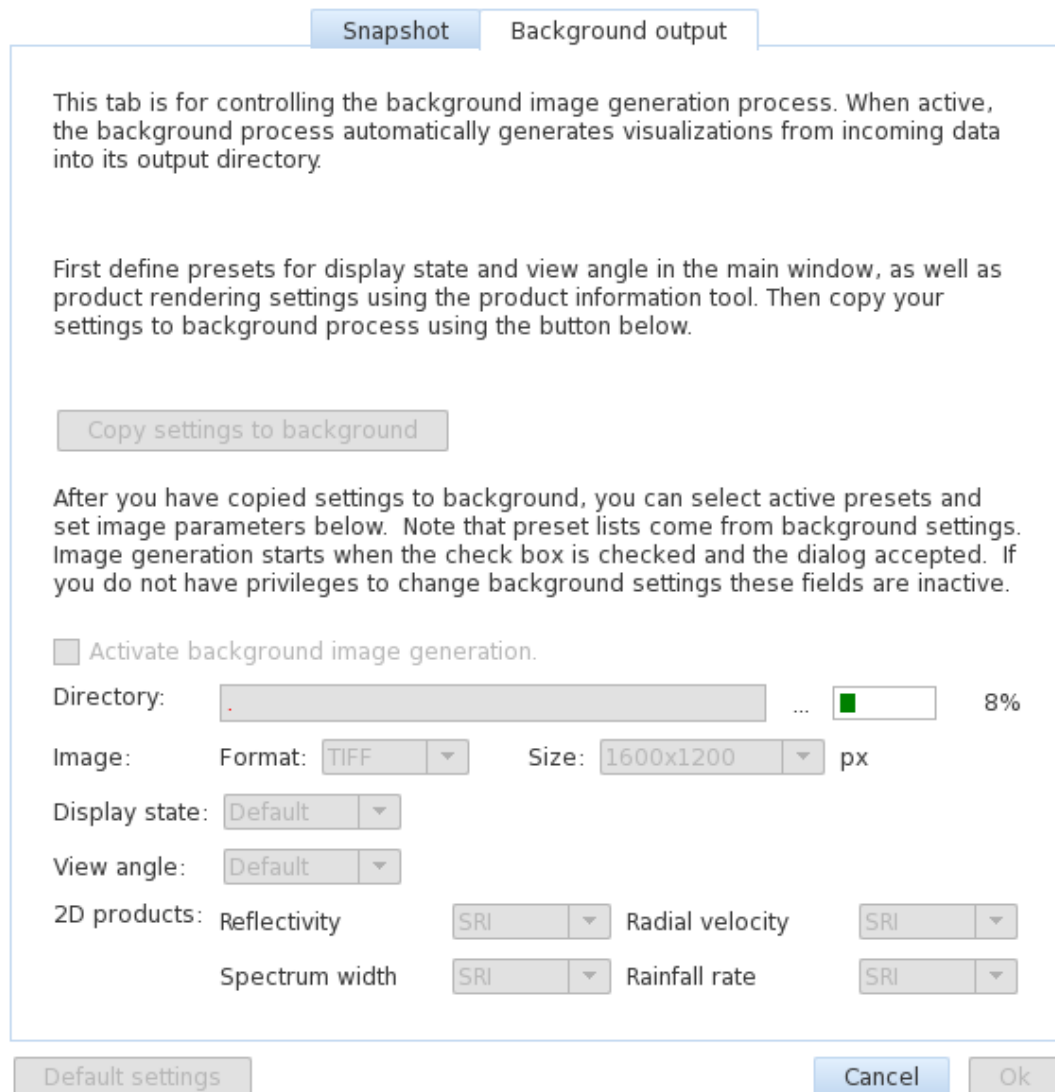 Snapshot Background output
This tab is for controlling the background image generation process. When active,
the background process automatically generates visualizations from incoming data
into its output directory.
First define presets for display state and view angle in the main window, as well as
product rendering settings using the product information tool. Then copy your
settings to background process using the button below.
Copy settings to background
After you have copied settings to background, you can select active presets and
set image parameters below.  Note that preset lists come from background settings.
Image generation starts when the check box is checked and the dialog accepted.  If
you do not have privileges to change background settings these fields are inactive.
Activate background image generation.
Directory: . ... 8%
Image: Format: TIFF Size: 1600x1200 px
Display state: Default
View angle: Default
2D products: Reflectivity SRI Radial velocity SRI
Spectrum width SRI Rainfall rate SRI
Default settings Cancel Ok